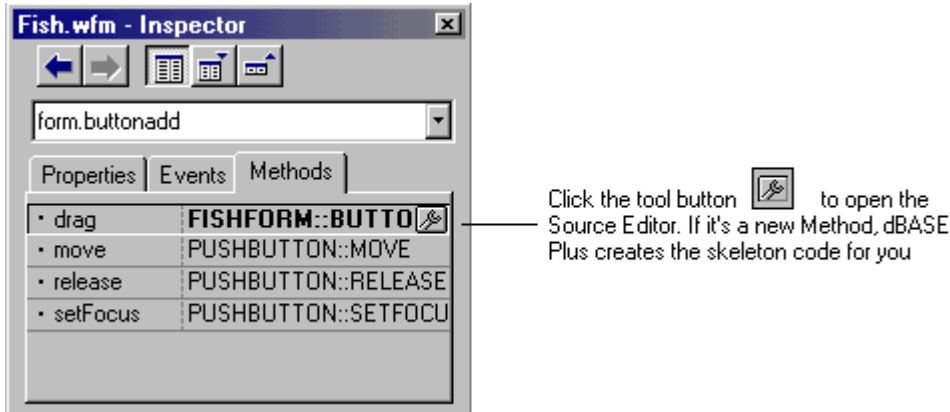 Fish.wfm - Inspector
form.buttonadd
Properties Events Methods
· drag FISHFORM::BUTTO
· move PUSHBUTTON::MOVE
· release PUSHBUTTON::RELEASE
· setFocus PUSHBUTTON::SETFOCU
Click the tool button to open the
Source Editor. If it's a new Method, dBASE
Plus creates the skeleton code for you